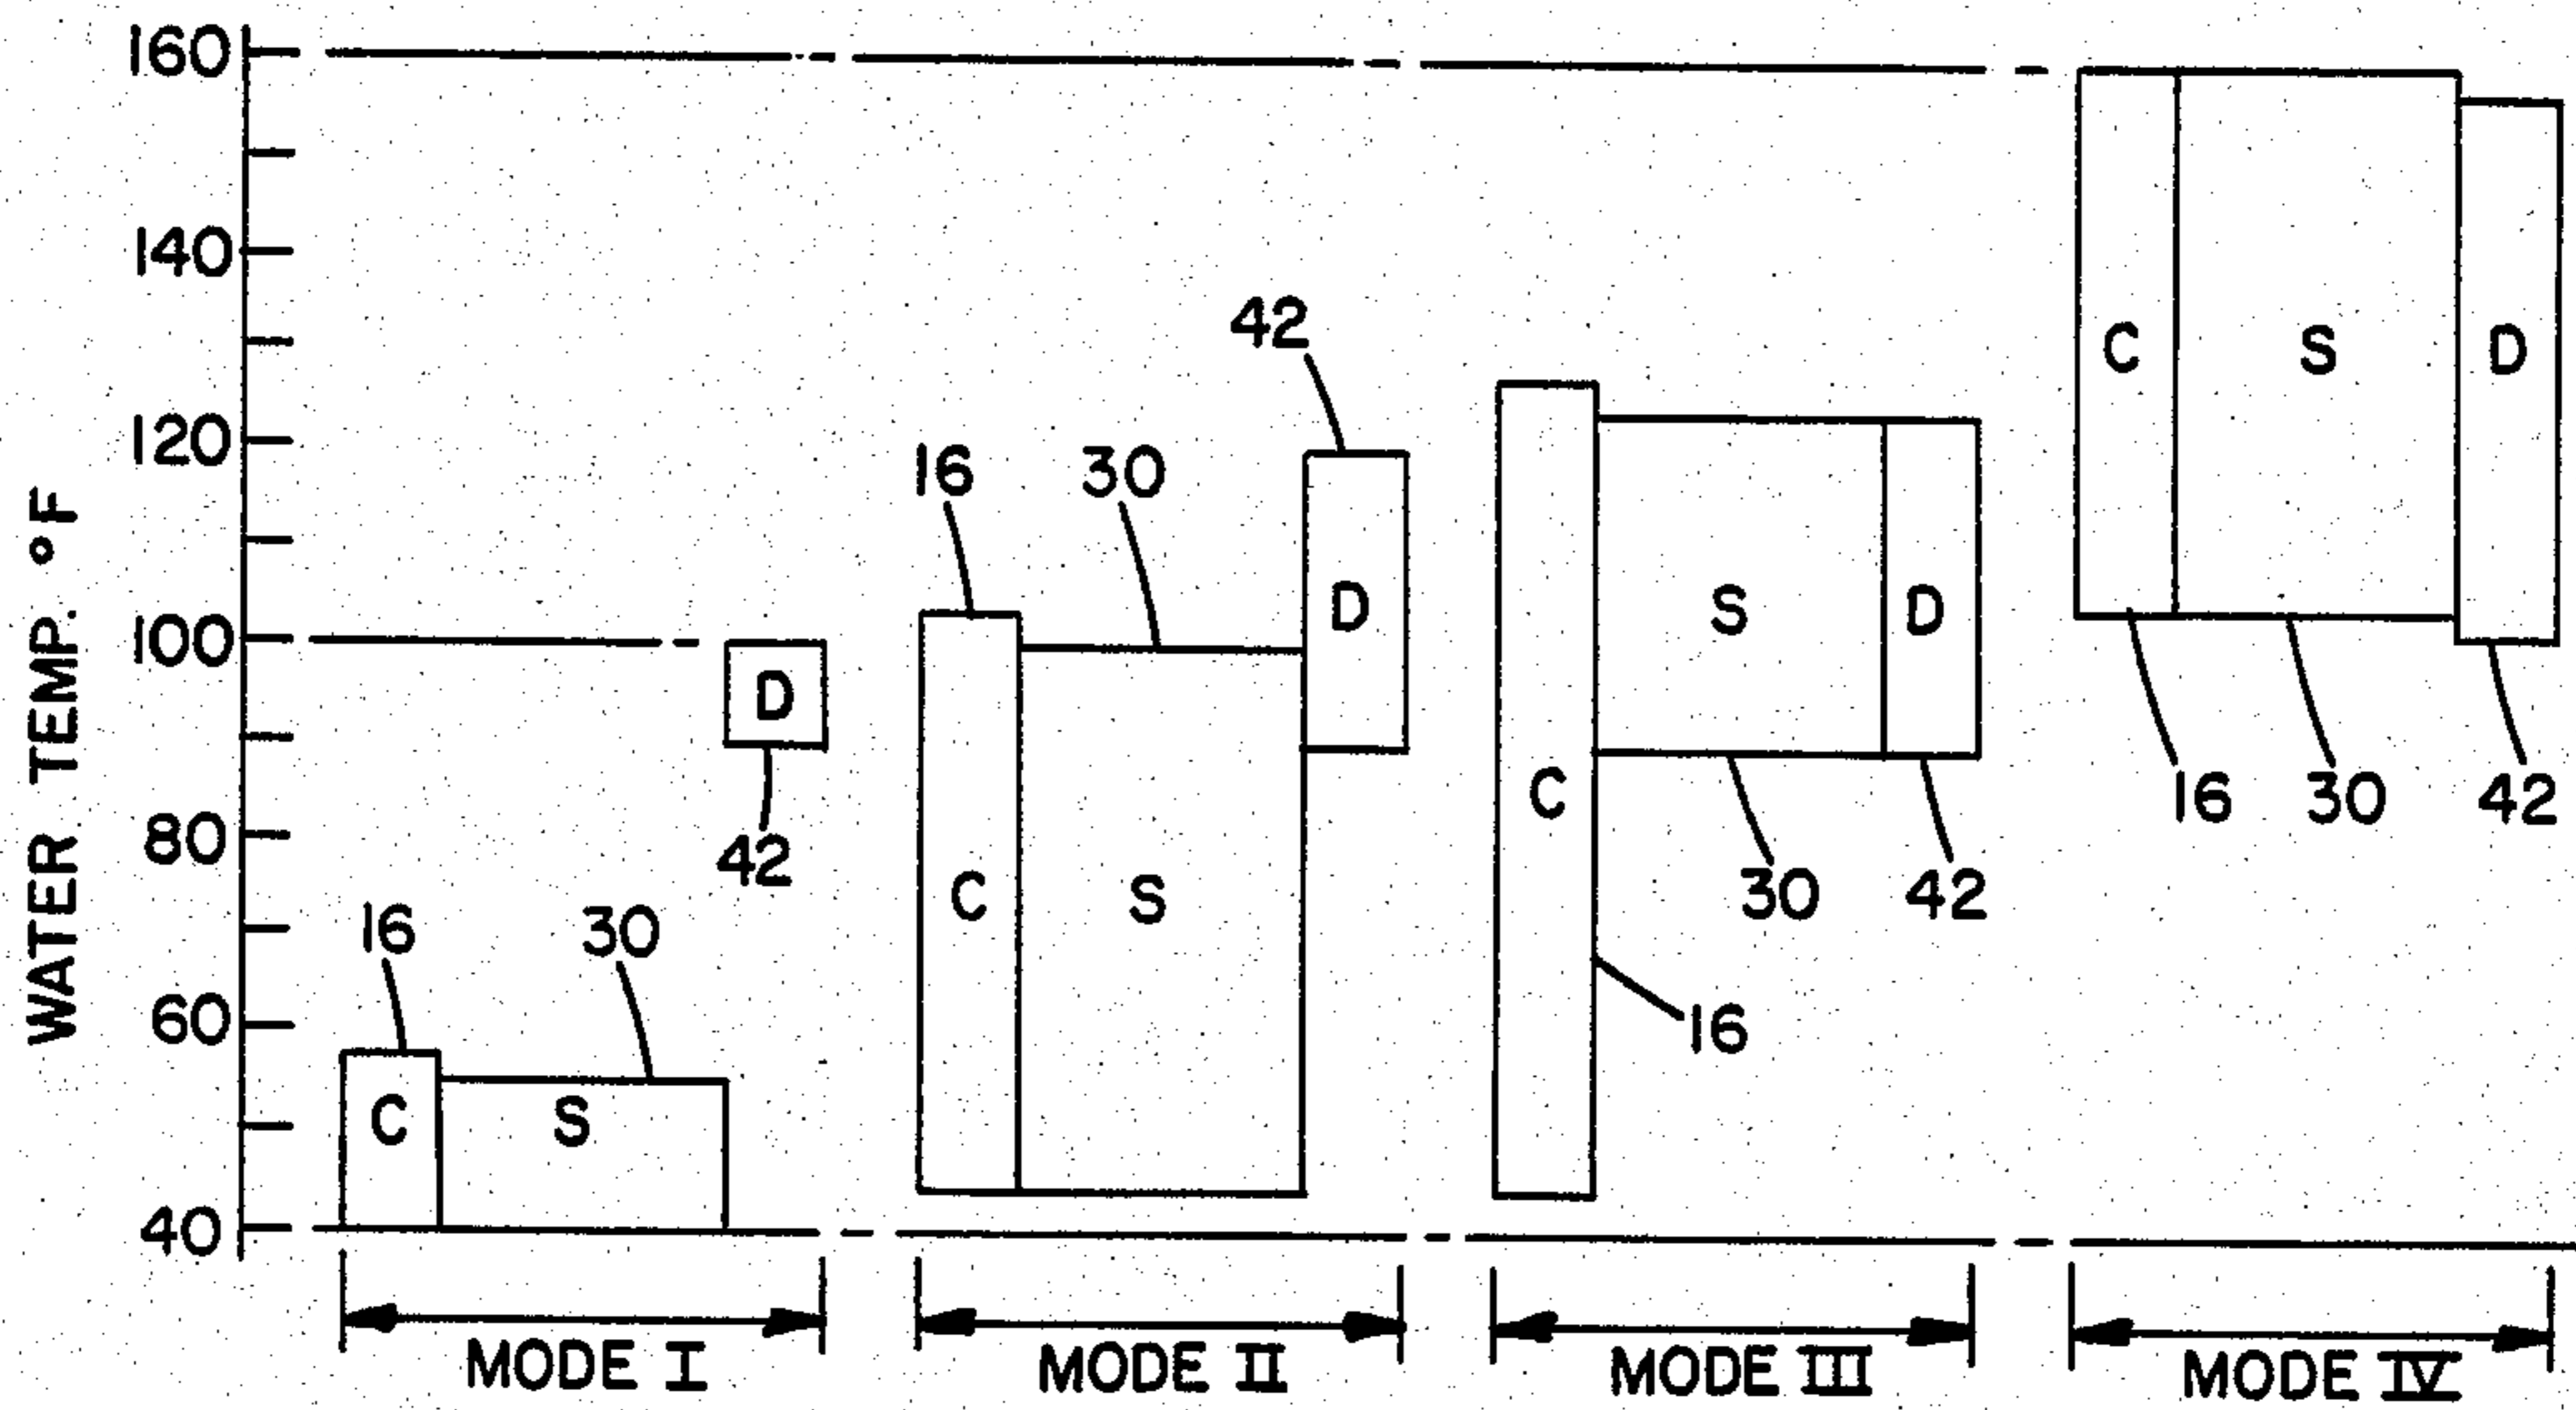 WATER TEMP. °F
160
140
120
100
80
60
40
16
30
42
C
S
D
MODE I
16
30
42
C
S
D
MODE II
C
S
D
16
30
42
MODE III
C
S
D
16
30
42
MODE IV